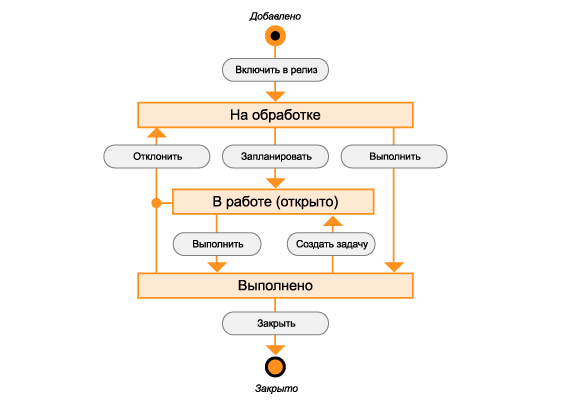 Добавлено
Включить в релиз
На обработке
Отклонить
Запланировать
Выполнить
В работе (открыто)
Выполнить
Создать задачу
Выполнено
Закрыть
Закрыто